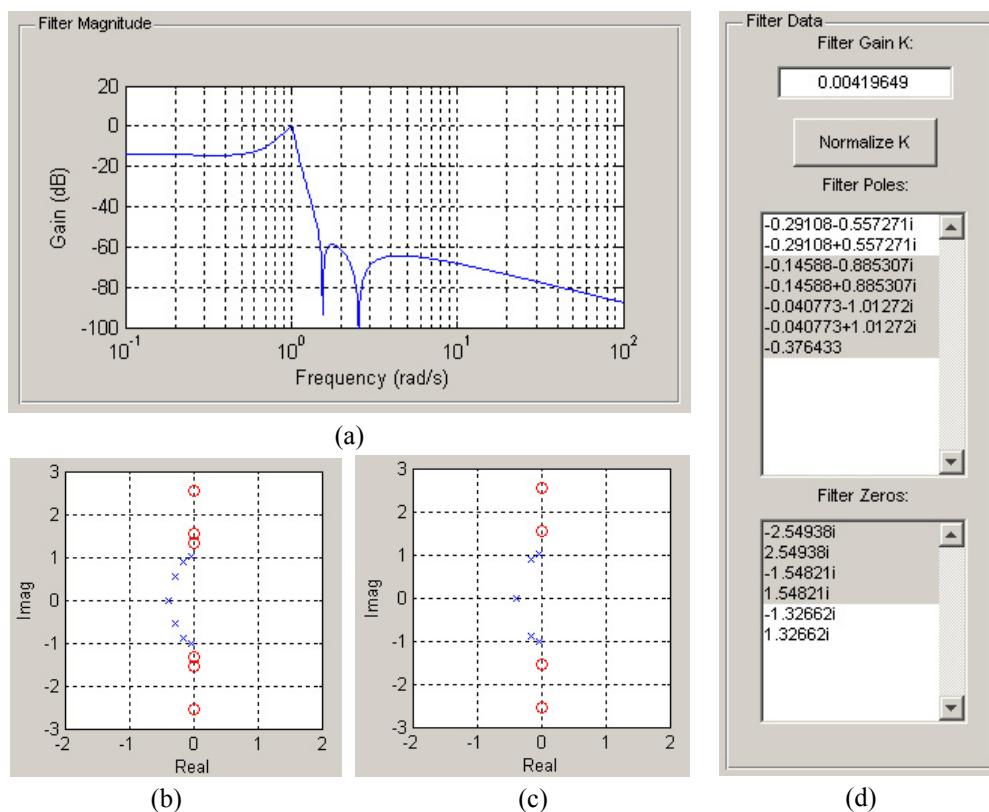 Filter Magnitude
20
0
-20
-40
-60
-80
-100
Gain (dB)
10^-1
10^0
10^1
10^2
Frequency (rad/s)
(a)
3
2
1
0
-1
-2
-3
Imag
-2
-1
0
1
2
Real
(b)
3
2
1
0
-1
-2
-3
Imag
-2
-1
0
1
2
Real
(c)
Filter Data
Filter Gain K:
0.00419649
Normalize K
Filter Poles:
-0.29108-0.557271i
-0.29108+0.557271i
-0.14588-0.885307i
-0.14588+0.885307i
-0.040773-1.01272i
-0.040773+1.01272i
-0.376433
Filter Zeros:
-2.54938i
2.54938i
-1.54821i
1.54821i
-1.32662i
1.32662i
(d)